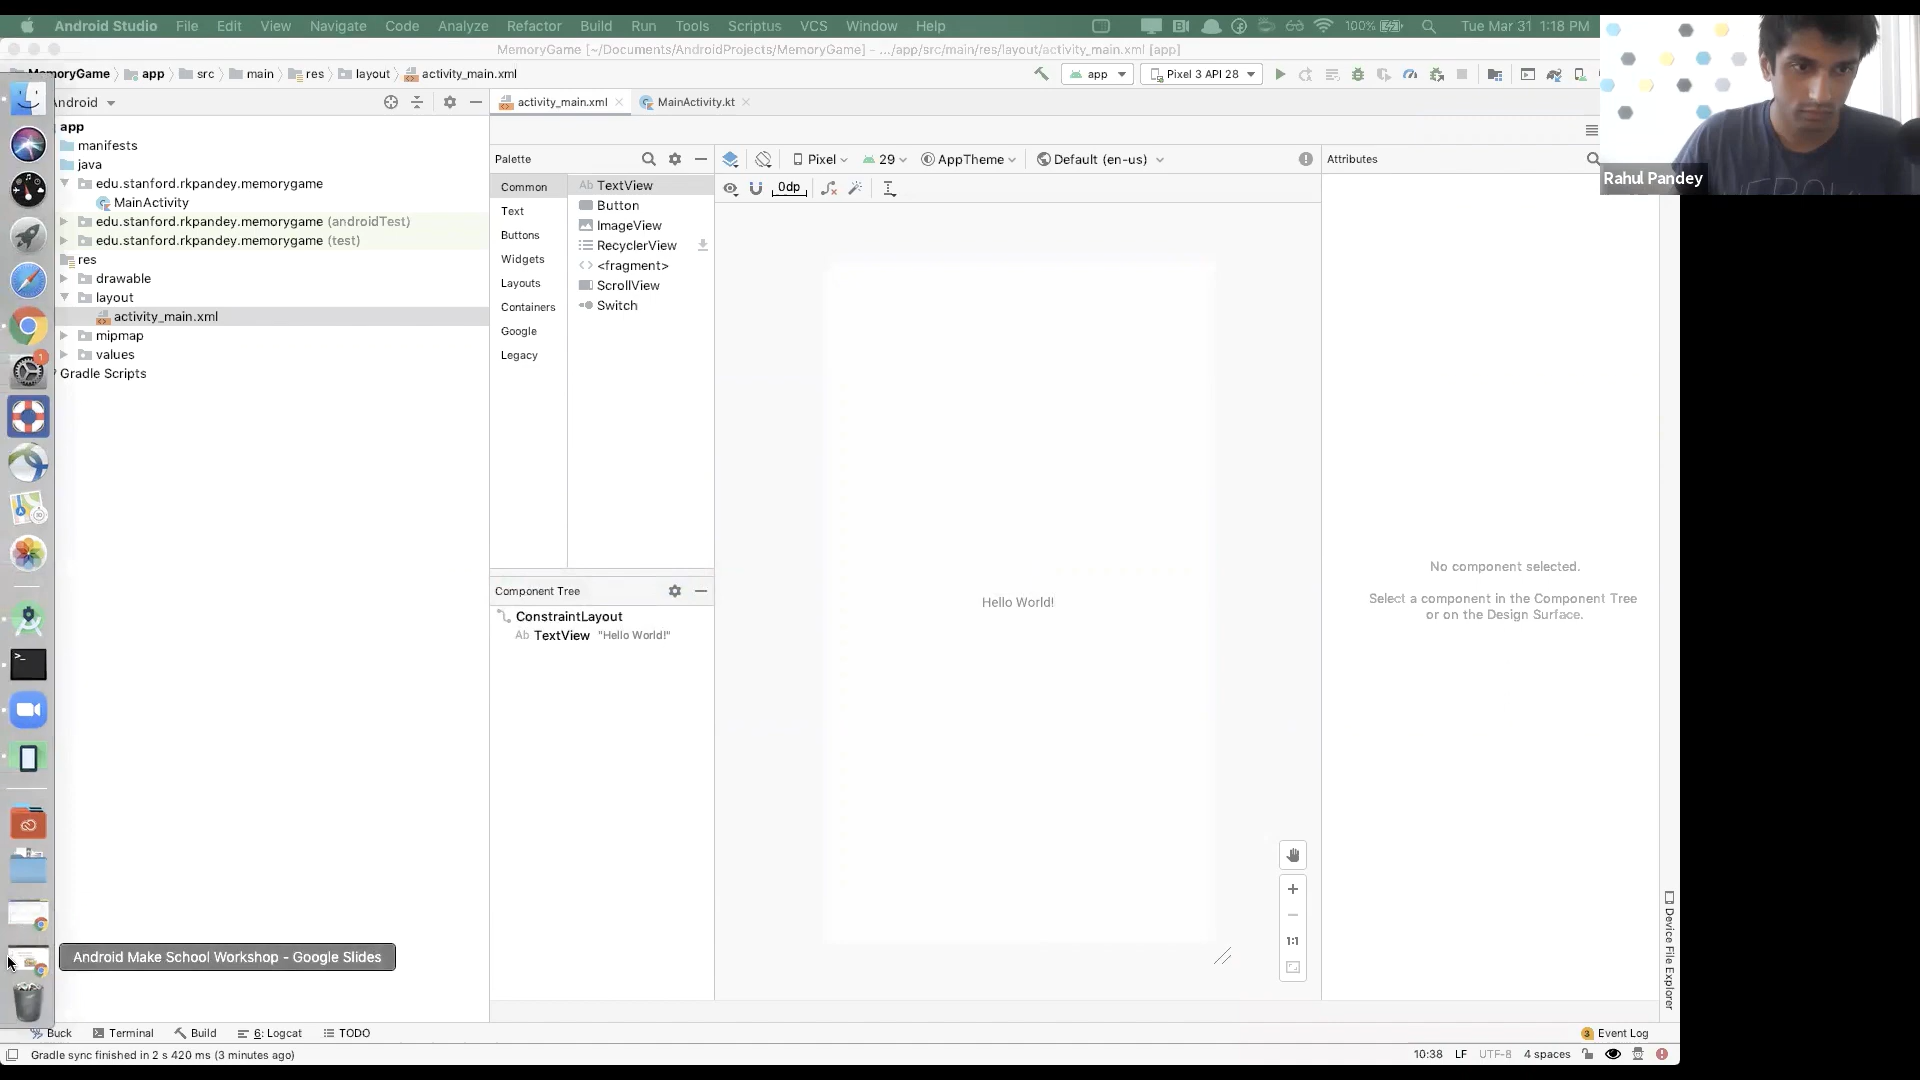 Android Studio File Edit View Navigate Code Analyze Refactor Build Run Tools Scriptus VCS Window Help 100% Tue Mar 31 1:18 PM
MemoryGame [~/Documents/AndroidProjects/MemoryGame] – .../app/src/main/res/layout/activity_main.xml [app]
MemoryGame app src main res layout activity_main.xml app Pixel 3 API 28
Android activity_main.xml MainActivity.kt
app
manifests
java
edu.stanford.rkpandey.memorygame
MainActivity
edu.stanford.rkpandey.memorygame (androidTest)
edu.stanford.rkpandey.memorygame (test)
res
drawable
layout
activity_main.xml
mipmap
values
Gradle Scripts
Palette
Common
Text
Buttons
Widgets
Layouts
Containers
Google
Legacy
Ab TextView
Button
ImageView
RecyclerView
<fragment>
ScrollView
Switch
Pixel 29 AppTheme Default (en-us)
0dp
Component Tree
ConstraintLayout
Ab TextView "Hello World!"
Hello World!
1:1
Attributes
No component selected.
Select a component in the Component Tree
or on the Design Surface.
Rahul Pandey
Device File Explorer
Android Make School Workshop - Google Slides
Buck Terminal Build 6: Logcat TODO 3 Event Log
Gradle sync finished in 2 s 420 ms (3 minutes ago) 10:38 LF UTF-8 4 spaces